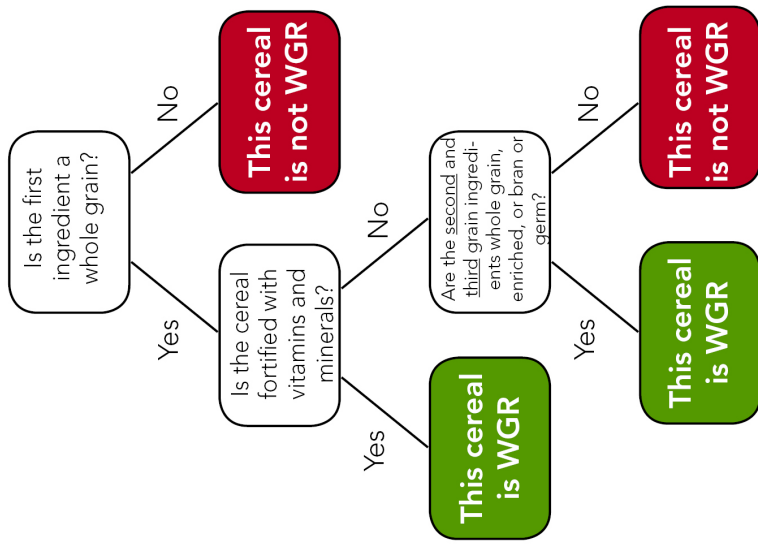 Is the first
ingredient a
whole grain?
Yes
No
Is the cereal
fortified with
vitamins and
minerals?
This cereal
is not WGR
Yes
No
This cereal
is WGR
Are the second and
third grain ingredi-
ents whole grain,
enriched, or bran or
germ?
Yes
No
This cereal
is WGR
This cereal
is not WGR